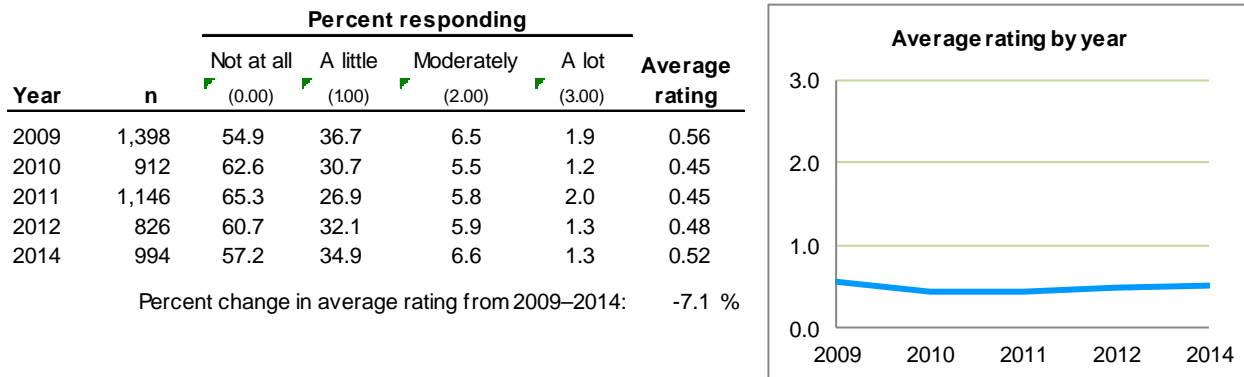 Percent responding
Not at all A little Moderately A lot Average
Year n (0.00) (1.00) (2.00) (3.00) rating
2009 1,398 54.9 36.7 6.5 1.9 0.56
2010 912 62.6 30.7 5.5 1.2 0.45
2011 1,146 65.3 26.9 5.8 2.0 0.45
2012 826 60.7 32.1 5.9 1.3 0.48
2014 994 57.2 34.9 6.6 1.3 0.52
Percent change in average rating from 2009–2014: -7.1 %
Average rating by year
3.0
2.0
1.0
0.0
2009 2010 2011 2012 2014